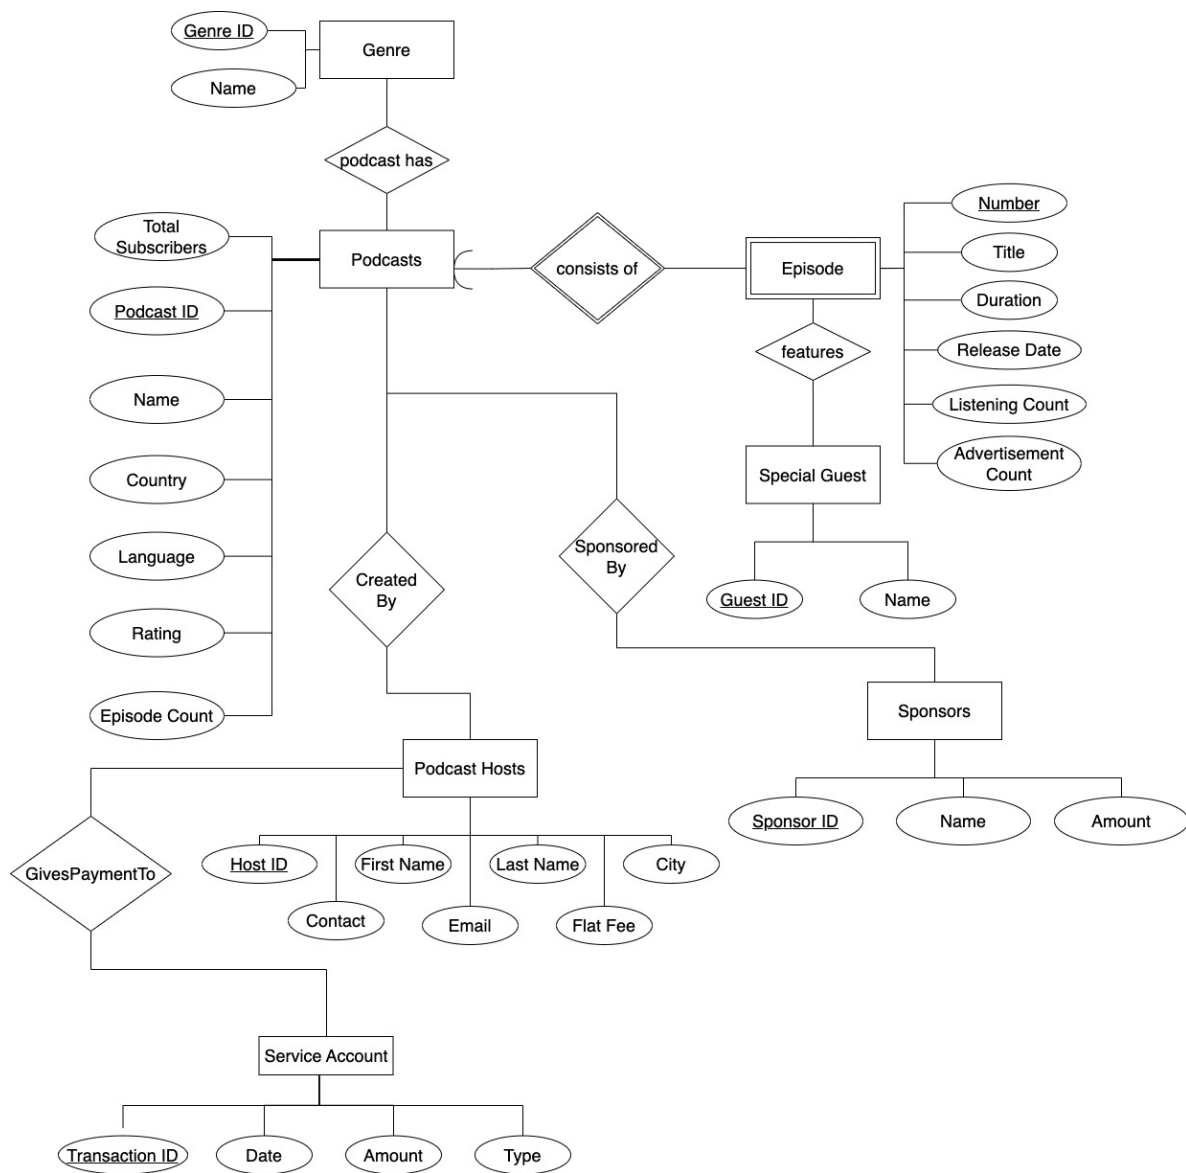 Genre ID
Genre
Name
podcast has
Total
Subscribers
Podcasts
consists of
Episode
Number
Title
Duration
Release Date
Listening Count
Advertisement
Count
Podcast ID
Name
Country
Language
Rating
Episode Count
features
Special Guest
Guest ID
Name
Created
By
Sponsored
By
Sponsors
Sponsor ID
Name
Amount
Podcast Hosts
Host ID
First Name
Last Name
City
Contact
Email
Flat Fee
GivesPaymentTo
Service Account
Transaction ID
Date
Amount
Type